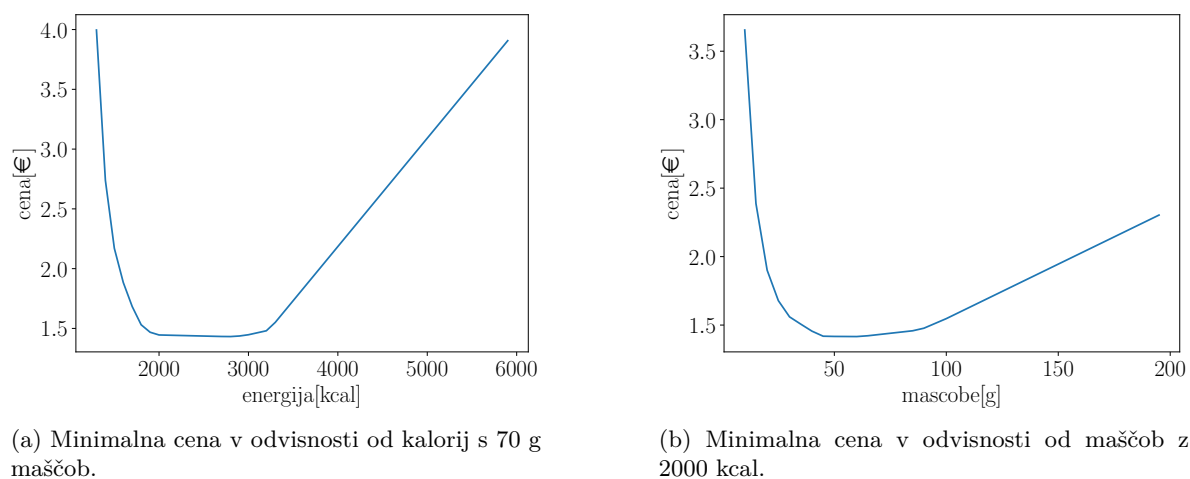 4.0
3.5
3.0
2.5
2.0
1.5
cena[€]
2000 3000 4000 5000 6000
energija[kcal]
(a) Minimalna cena v odvisnosti od kalorij s 70 g
maščob.
3.5
3.0
2.5
2.0
1.5
cena[€]
50 100 150 200
mascobe[g]
(b) Minimalna cena v odvisnosti od maščob z
2000 kcal.